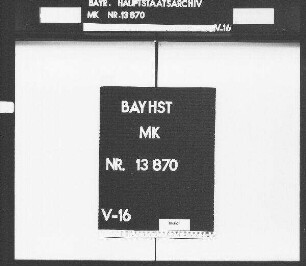 BAYR. HAUPTSTAATSARCHIV
MK NR. 13 870
V-16
BAYHST
MK
NR. 13 870
V-16